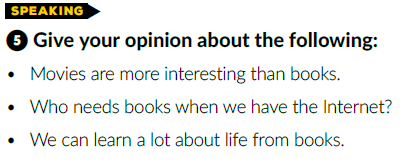 SPEAKING
5 Give your opinion about the following:
• Movies are more interesting than books.
• Who needs books when we have the Internet?
• We can learn a lot about life from books.